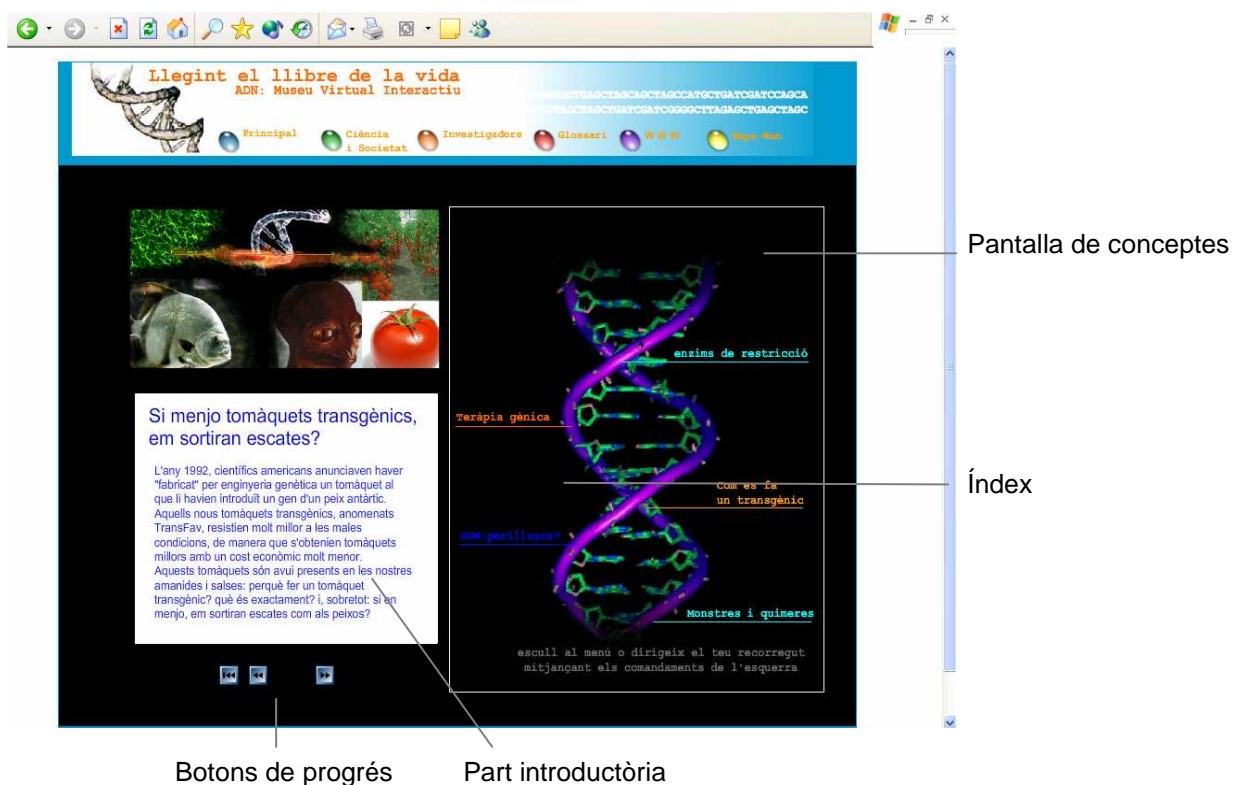 Llegint el llibre de la vida
ADN: Museu Virtual Interactiu
Principal
Ciència
i Societat
Investigadors
Glossari
W W W
Mapa-Web
Si menjo tomàquets transgènics,
em sortiran escates?
L'any 1992, científics americans anunciaven haver
"fabricat" per enginyeria genètica un tomàquet al
que li havien introduït un gen d'un peix antàrtic.
Aquells nous tomàquets transgènics, anomenats
TransFav, resistien molt millor a les males
condicions, de manera que s'obtenien tomàquets
millors amb un cost econòmic molt menor.
Aquests tomàquets són avui presents en les nostres
amanides i salses: perquè fer un tomàquet
transgènic? què és exactament? i, sobretot: si en
menjo, em sortiran escates com als peixos?
enzims de restricció
Teràpia gènica
Com es fa
un transgènic
OGM:perillosos?
Monstres i quimeres
escull al menú o dirigeix el teu recorregut
mitjançant els comandaments de l'esquerra
Pantalla de conceptes
Índex
Botons de progrés
Part introductòria